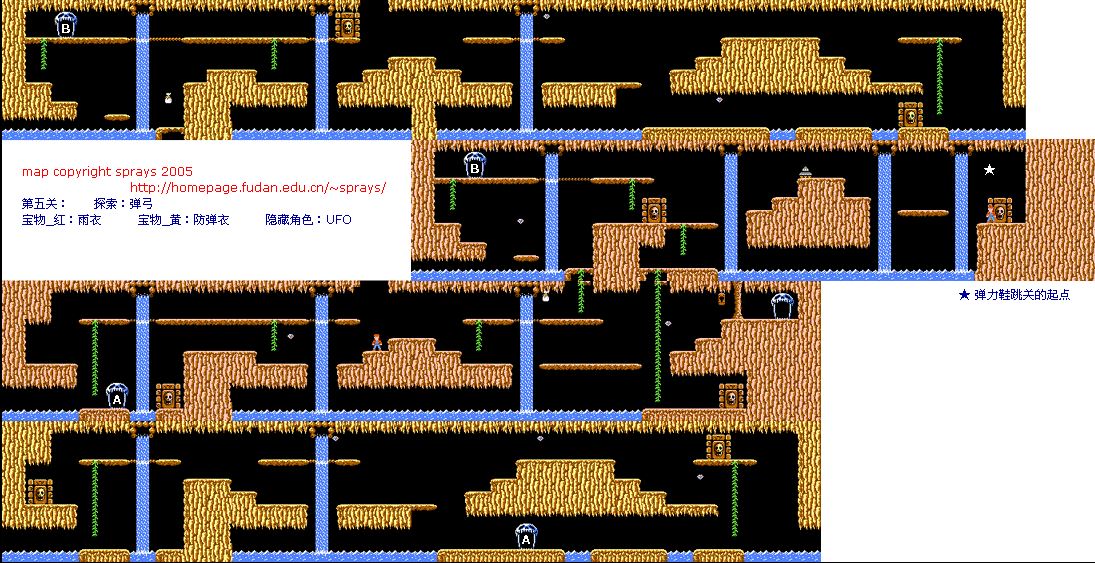 B
B
map copyright sprays 2005
http://homepage.fudan.edu.cn/~sprays/
第五关： 探索：弹弓
宝物_红：雨衣 宝物_黄：防弹衣 隐藏角色：UFO
★ 弹力鞋跳关的起点
A
A